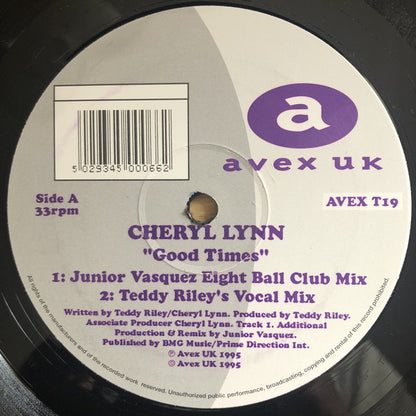 a
avex uk
5 029345 000662
Side A
33rpm
AVEX T19
CHERYL LYNN
"Good Times"
1: Junior Vasquez Eight Ball Club Mix
2: Teddy Riley's Vocal Mix
Written by Teddy Riley/Cheryl Lynn. Produced by Teddy Riley.
Associate Producer Cheryl Lynn. Track 1. Additional
Production & Remix by Junior Vasquez.
Published by BMG Music/Prime Direction Int.
℗ Avex UK 1995
© Avex UK 1995
All rights of the manufacturer and of the owner of the recorded work reserved. Unauthorized public performance, broadcasting, copying and rental of this record prohibited.